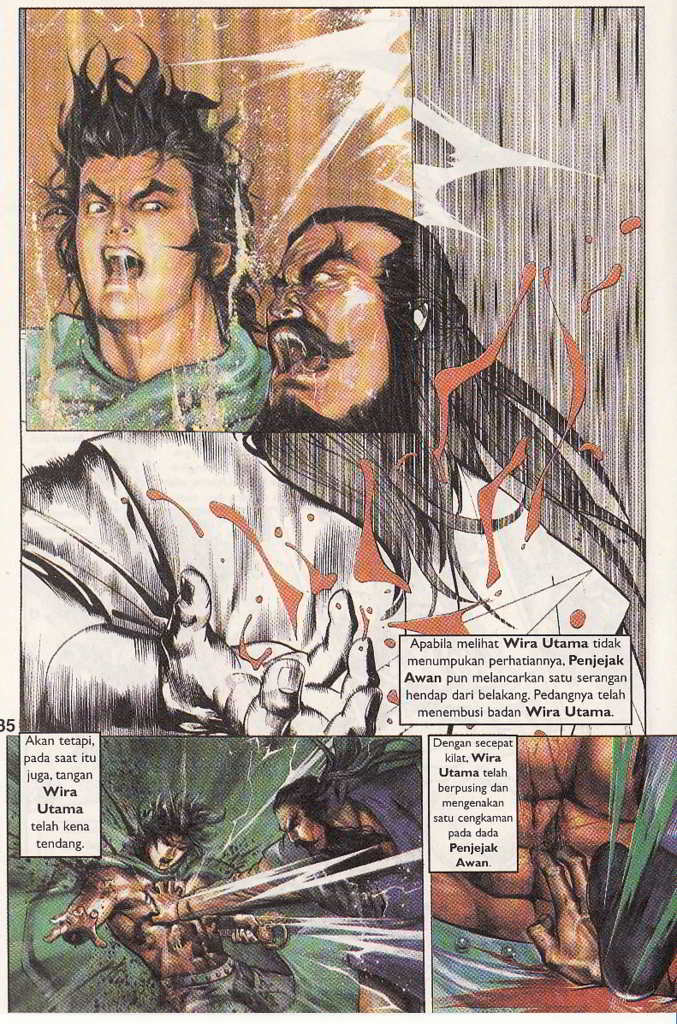 Apabila melihat Wira Utama tidak
menumpukan perhatiannya, Penjejak
Awan pun melancarkan satu serangan
hendap dari belakang. Pedangnya telah
menembusi badan Wira Utama.
35
Akan tetapi,
pada saat itu
juga, tangan
Wira
Utama
telah kena
tendang.
Dengan secepat
kilat, Wira
Utama telah
berpusing dan
mengenakan
satu cengkaman
pada dada
Penjejak
Awan.